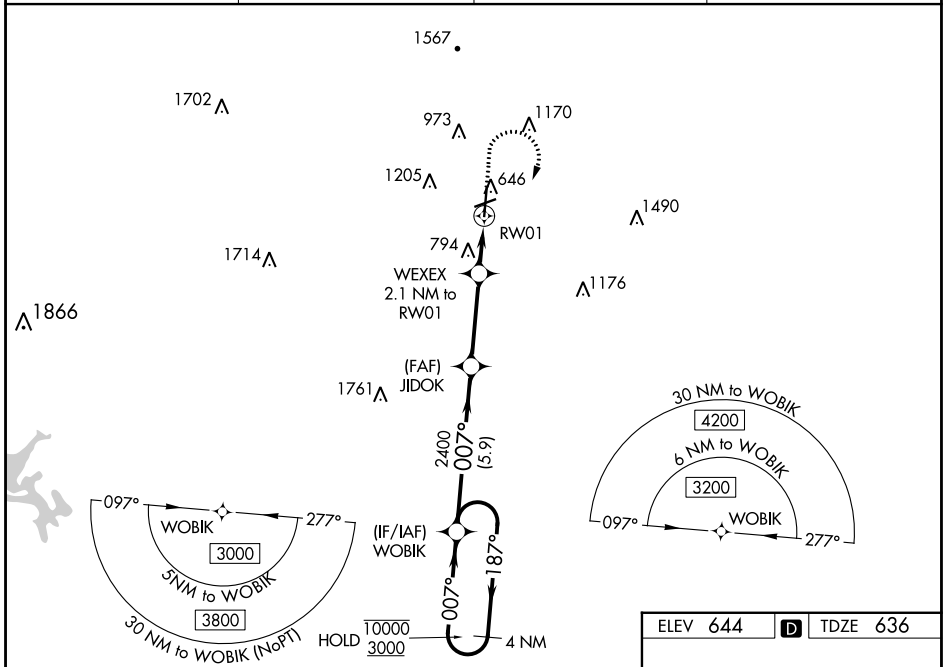 1567
1702
973
1170
1205
646
1490
RW01
794
1714
WEXEX
2.1 NM to
RW01
1176
1866
(FAF)
JIDOK
1761
30 NM to WOBIK
4200
6 NM to WOBIK
3200
097°
WOBIK
277°
2400
007°
(5.9)
097°
WOBIK
277°
3000
5NM to WOBIK
3800
30 NM to WOBIK (NoPT)
(IF/IAF)
WOBIK
187°
007°
HOLD
10000
3000
4 NM
ELEV 644 D TDZE 636